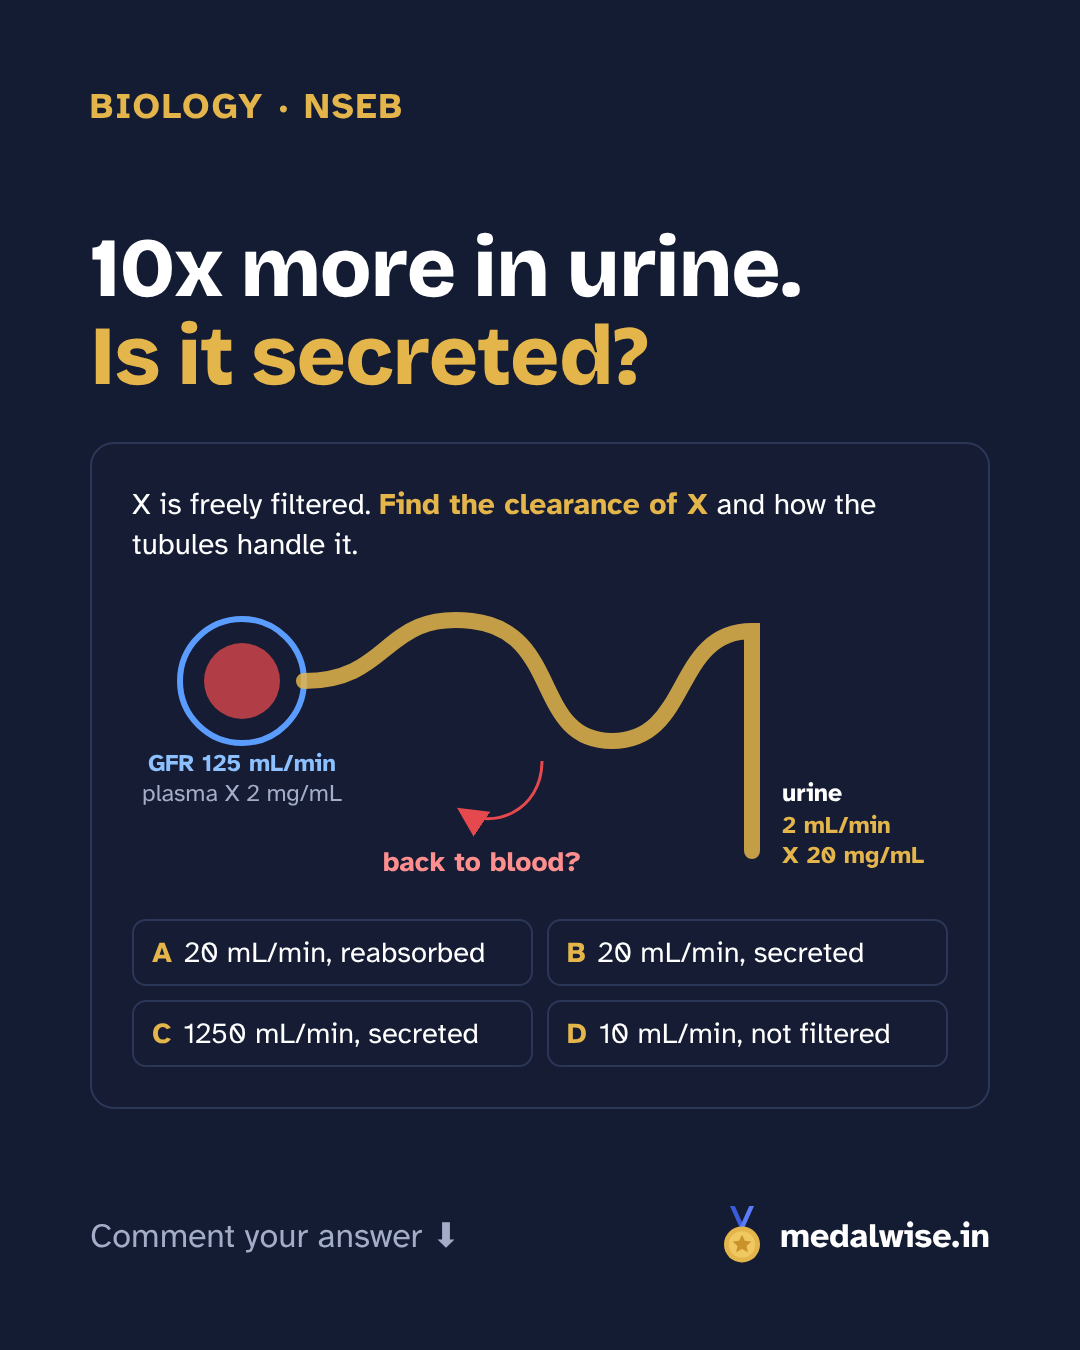 BIOLOGY · NSEB
10x more in urine.
Is it secreted?
X is freely filtered. Find the clearance of X and how the
tubules handle it.
GFR 125 mL/min
plasma X 2 mg/mL
back to blood?
urine
2 mL/min
X 20 mg/mL
A 20 mL/min, reabsorbed
B 20 mL/min, secreted
C 1250 mL/min, secreted
D 10 mL/min, not filtered
Comment your answer ⬇
medalwise.in